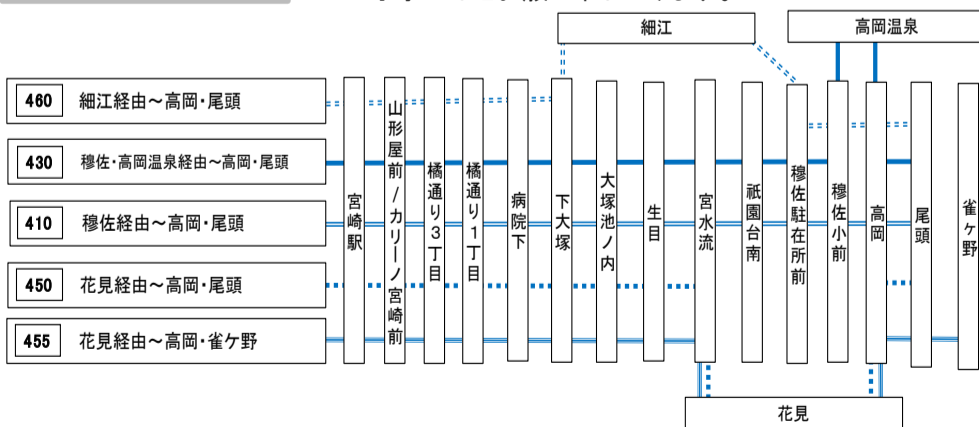 細江
高岡温泉
460 細江経由～高岡・尾頭
430 穆佐・高岡温泉経由～高岡・尾頭
410 穆佐経由～高岡・尾頭
450 花見経由～高岡・尾頭
455 花見経由～高岡・雀ケ野
宮崎駅
山形屋前/カリーノ宮崎前
橘通り3丁目
橘通り1丁目
病院下
下大塚
大塚池ノ内
生目
宮水流
祇園台南
穆佐駐在所前
穆佐小前
高岡
尾頭
雀ヶ野
花見